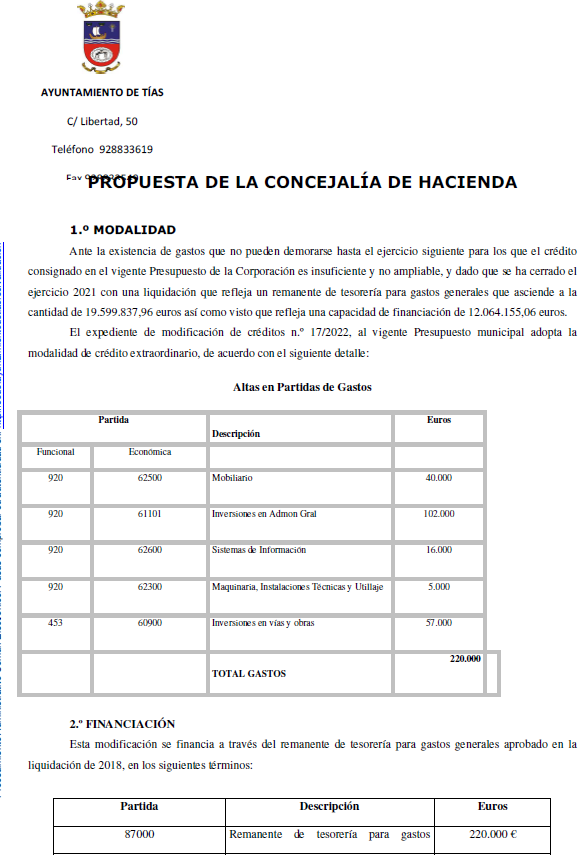 AYUNTAMIENTO DE TÍAS
C/ Libertad, 50
Teléfono 928833619
Fax
PROPUESTA DE LA CONCEJALÍA DE HACIENDA
1.º MODALIDAD
Ante la existencia de gastos que no pueden demorarse hasta el ejercicio siguiente para los que el crédito
consignado en el vigente Presupuesto de la Corporación es insuficiente y no ampliable, y dado que se ha cerrado el
ejercicio 2021 con una liquidación que refleja un remanente de tesorería para gastos generales que asciende a la
cantidad de 19.599.837,96 euros así como visto que refleja una capacidad de financiación de 12.064.155,06 euros.
El expediente de modificación de créditos n.º 17/2022, al vigente Presupuesto municipal adopta la
modalidad de crédito extraordinario, de acuerdo con el siguiente detalle:
Altas en Partidas de Gastos
Partida Descripción Euros
Funcional Económica
920 62500 Mobiliario 40.000
920 61101 Inversiones en Admon Gral 102.000
920 62600 Sistemas de Información 16.000
920 62300 Maquinaria, Instalaciones Técnicas y Utillaje 5.000
453 60900 Inversiones en vías y obras 57.000
TOTAL GASTOS 220.000
2.º FINANCIACIÓN
Esta modificación se financia a través del remanente de tesorería para gastos generales aprobado en la
liquidación de 2018, en los siguientes términos:
Partida Descripción Euros
87000 Remanente de tesorería para gastos 220.000 €